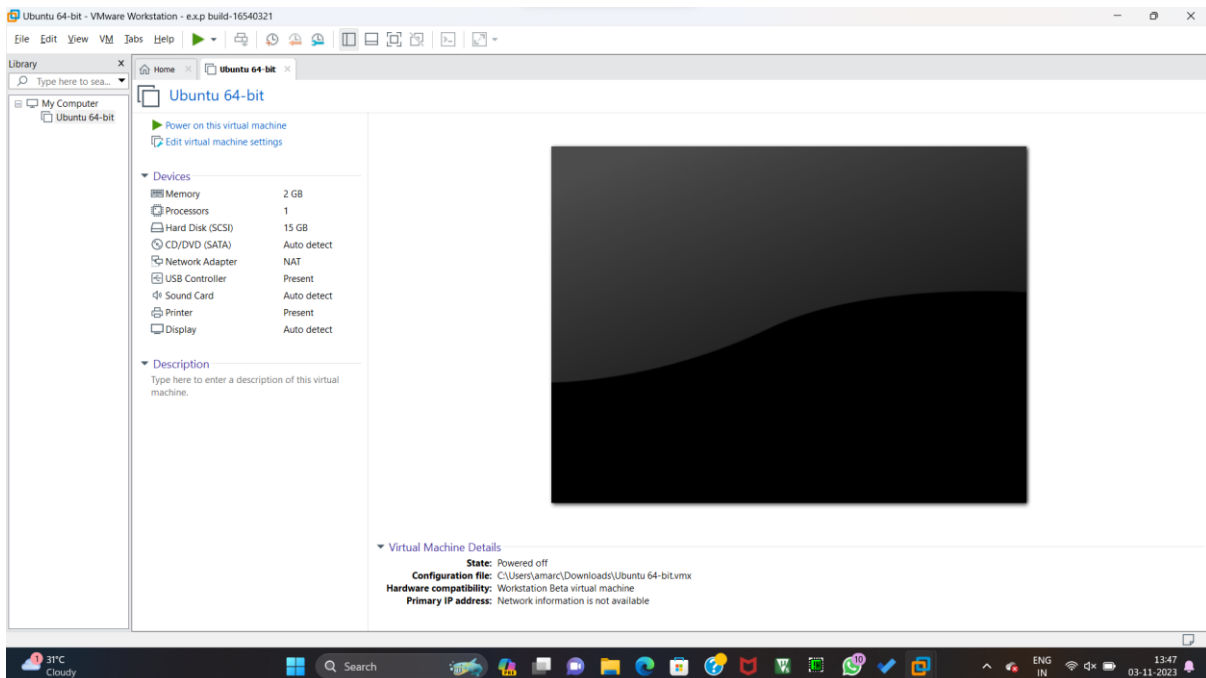 Ubuntu 64-bit - VMware Workstation - e.x.p build-16540321
File Edit View VM Tabs Help
Library X
Type here to sea...
My Computer
Ubuntu 64-bit
Home
Ubuntu 64-bit
Ubuntu 64-bit
Power on this virtual machine
Edit virtual machine settings
Devices
Memory 2 GB
Processors 1
Hard Disk (SCSI) 15 GB
CD/DVD (SATA) Auto detect
Network Adapter NAT
USB Controller Present
Sound Card Auto detect
Printer Present
Display Auto detect
Description
Type here to enter a description of this virtual
machine.
Virtual Machine Details
State: Powered off
Configuration file: C:\Users\amarc\Downloads\Ubuntu 64-bit.vmx
Hardware compatibility: Workstation Beta virtual machine
Primary IP address: Network information is not available
1
31°C
Cloudy
Search
PRE
10
ENG
IN
13:47
03-11-2023